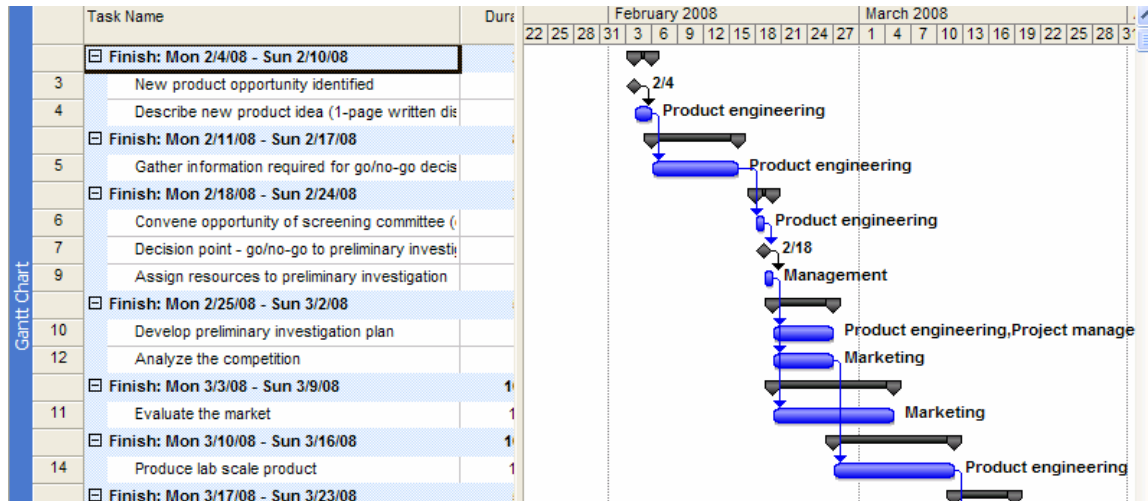 Task Name Dura February 2008 March 2008
22 25 28 31 3 6 9 12 15 18 21 24 27 1 4 7 10 13 16 19 22 25 28 31
Finish: Mon 2/4/08 - Sun 2/10/08
3 New product opportunity identified 2/4
4 Describe new product idea (1-page written dis Product engineering
Finish: Mon 2/11/08 - Sun 2/17/08
5 Gather information required for go/no-go decis Product engineering
Finish: Mon 2/18/08 - Sun 2/24/08
6 Convene opportunity of screening committee ( Product engineering
7 Decision point - go/no-go to preliminary investig 2/18
9 Assign resources to preliminary investigation Management
Finish: Mon 2/25/08 - Sun 3/2/08
10 Develop preliminary investigation plan Product engineering,Project manage
12 Analyze the competition Marketing
Finish: Mon 3/3/08 - Sun 3/9/08 1
11 Evaluate the market 1 Marketing
Finish: Mon 3/10/08 - Sun 3/16/08 1
14 Produce lab scale product 1 Product engineering
Finish: Mon 3/17/08 - Sun 3/23/08
Gantt Chart